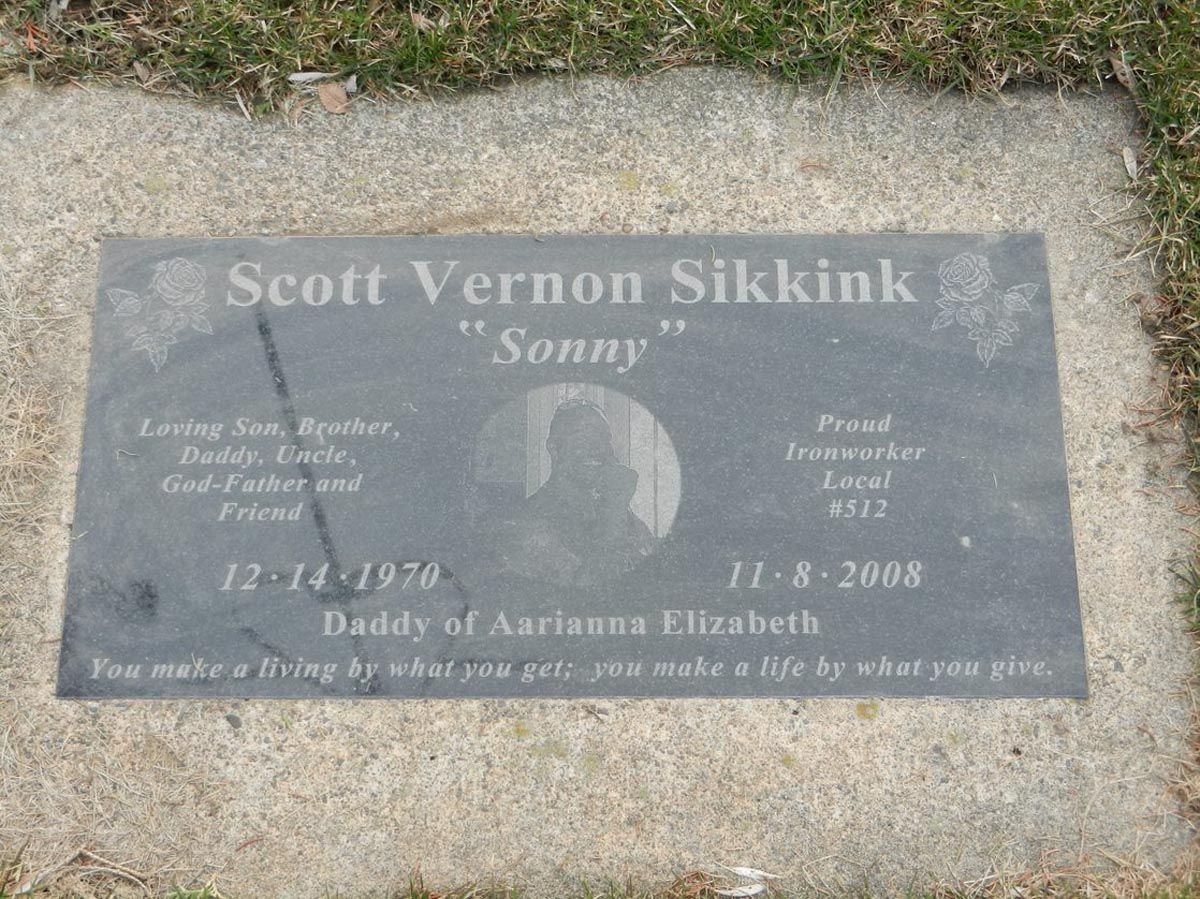 Scott Vernon Sikkink
“Sonny”
Loving Son, Brother,
Daddy, Uncle,
God-Father and
Friend
Proud
Ironworker
Local
#512
12·14·1970
11·8·2008
Daddy of Aarianna Elizabeth
You make a living by what you get; you make a life by what you give.